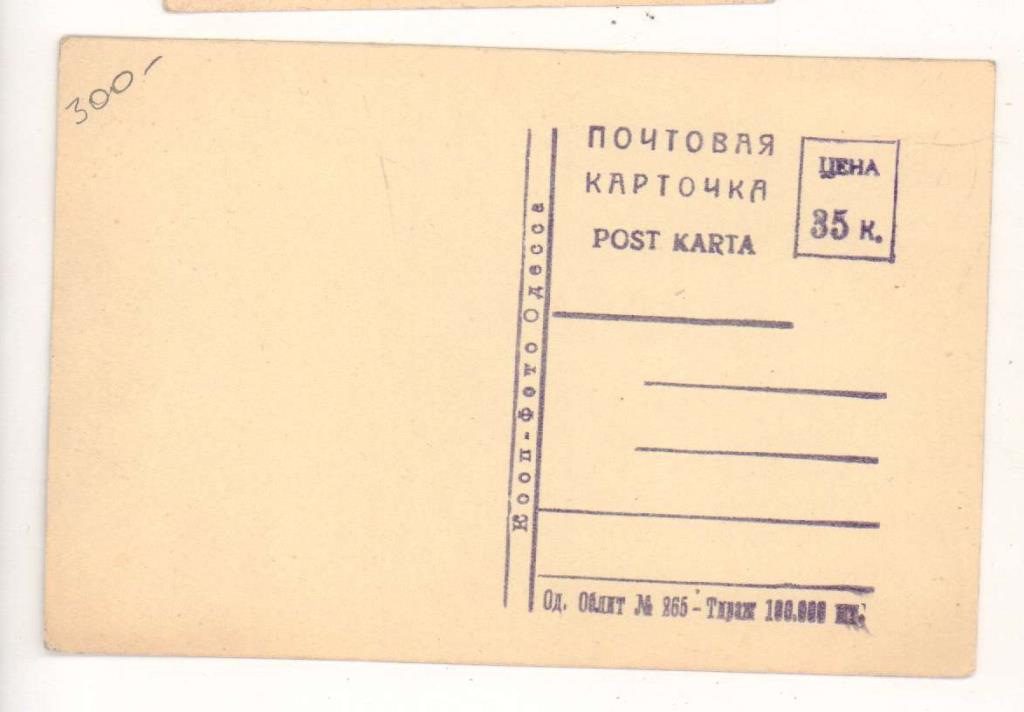 300-
ПОЧТОВАЯ
КАРТОЧКА
POST KARTA
ЦЕНА
35 к.
Кооп-Фото Одесса
Од. Облит № 265 - Тираж 100.000 шт.